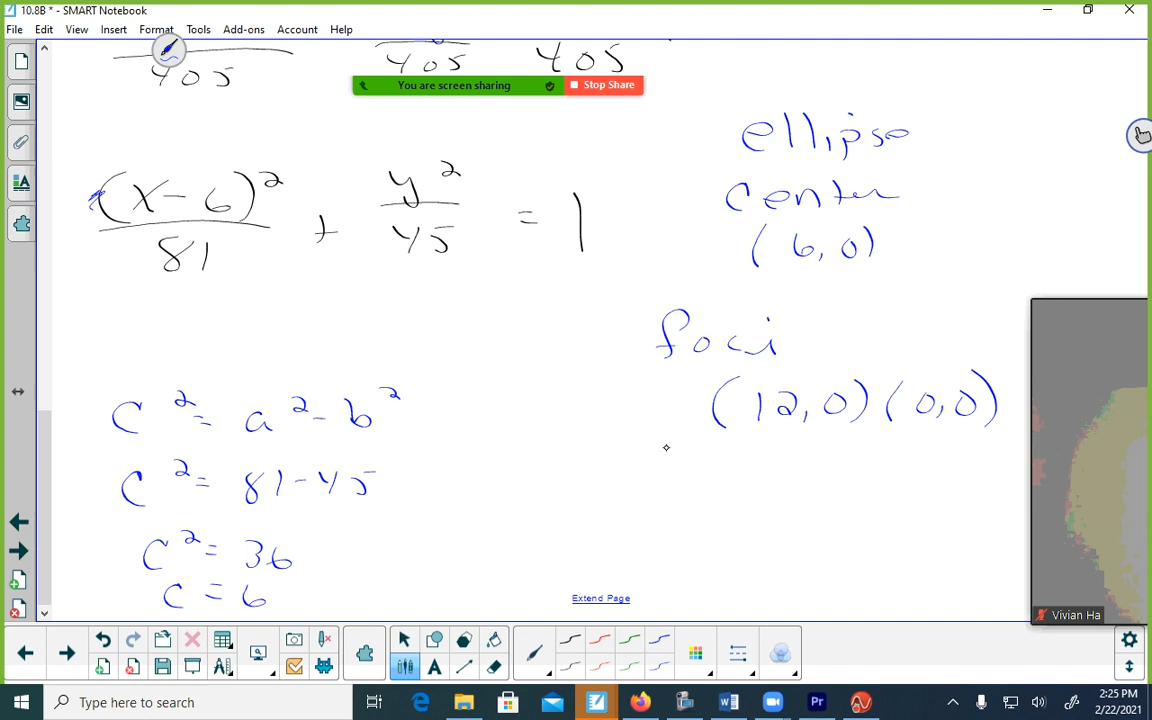 10.8B * - SMART Notebook
File Edit View Insert Format Tools Add-ons Account Help
405 405 405
You are screen sharing Stop Share
ellipse
center
(6,0)
(x-6)² / 81 + y² / 45 = 1
foci
(12,0)(0,0)
c² = a² - b²
c² = 81 - 45
c² = 36
c = 6
Extend Page
Vivian Ha
Type here to search
2:25 PM
2/22/2021